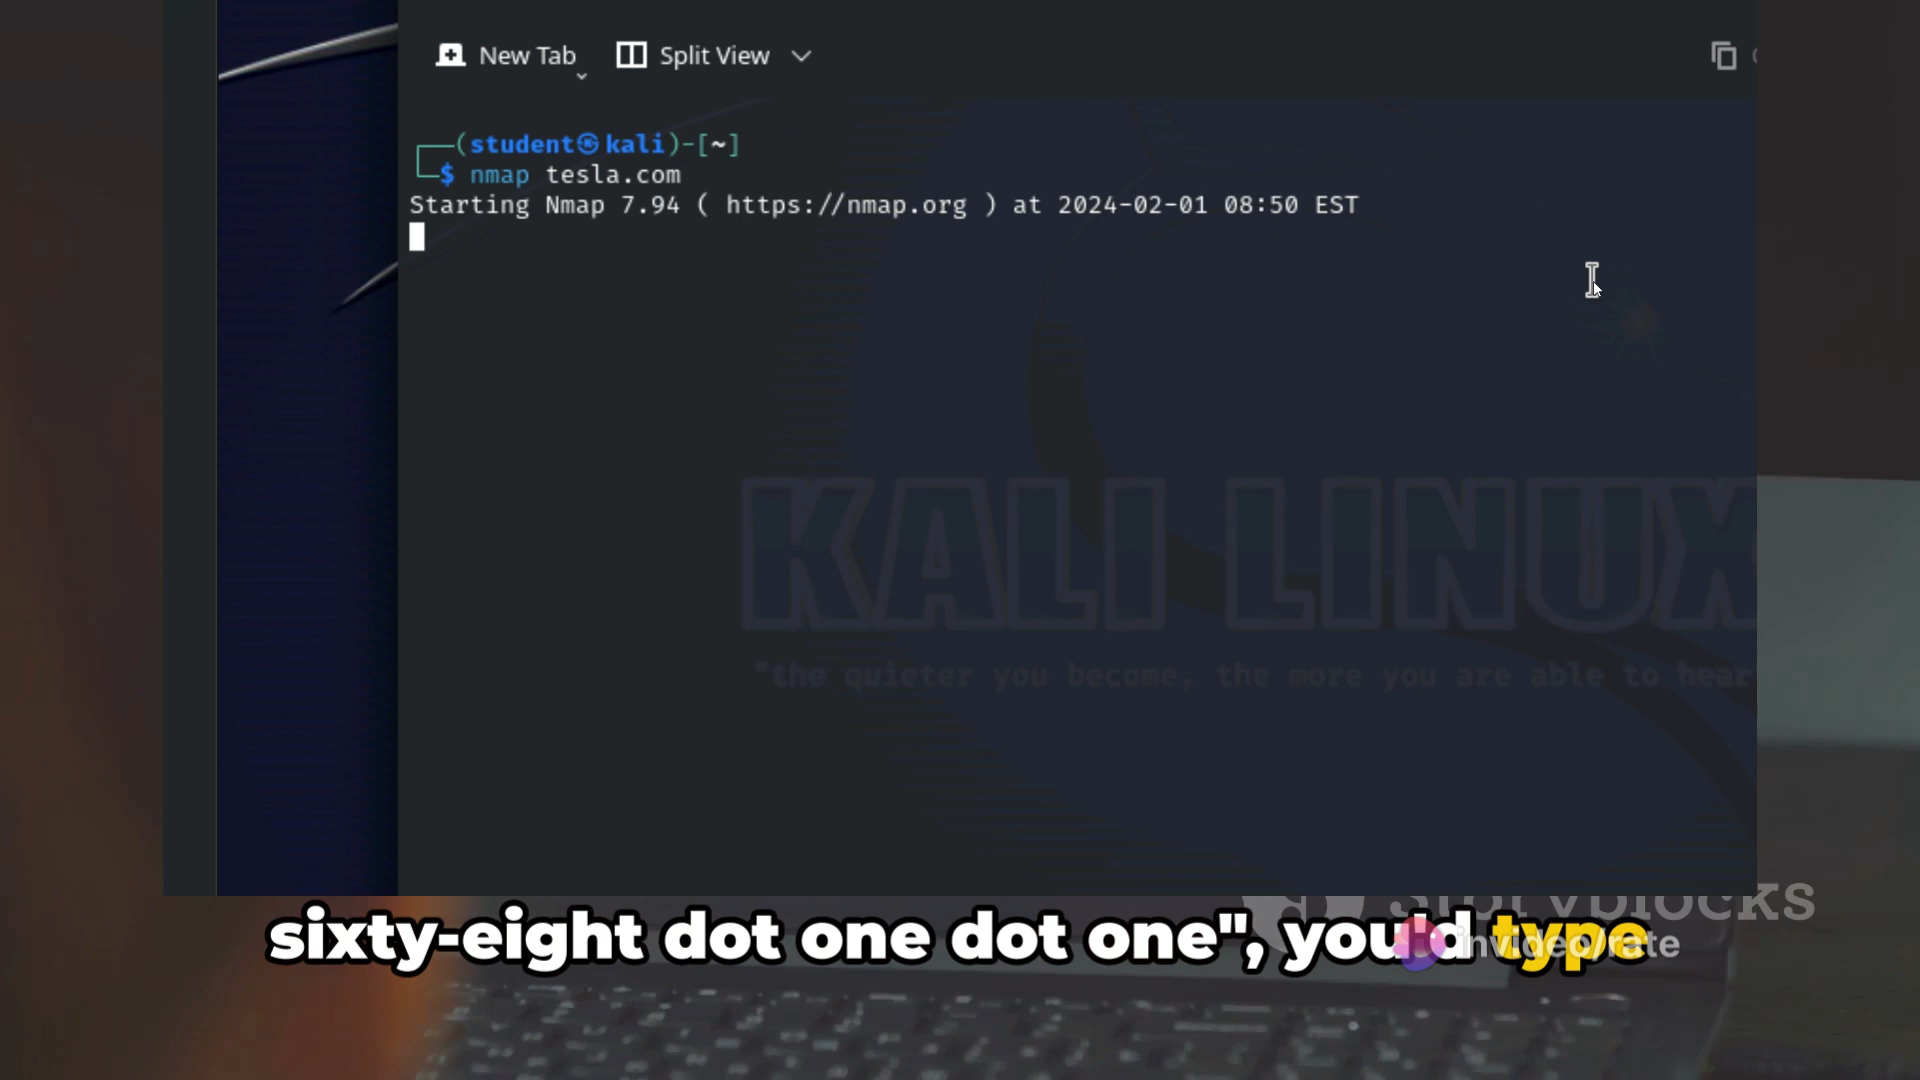 New Tab Split View
(student㉿kali)-[~]
$ nmap tesla.com
Starting Nmap 7.94 ( https://nmap.org ) at 2024-02-01 08:50 EST
KALI LINUX
"the quieter you become, the more you are able to hear
Storyblocks
sixty-eight dot one dot one", you'd type
invideo/rate